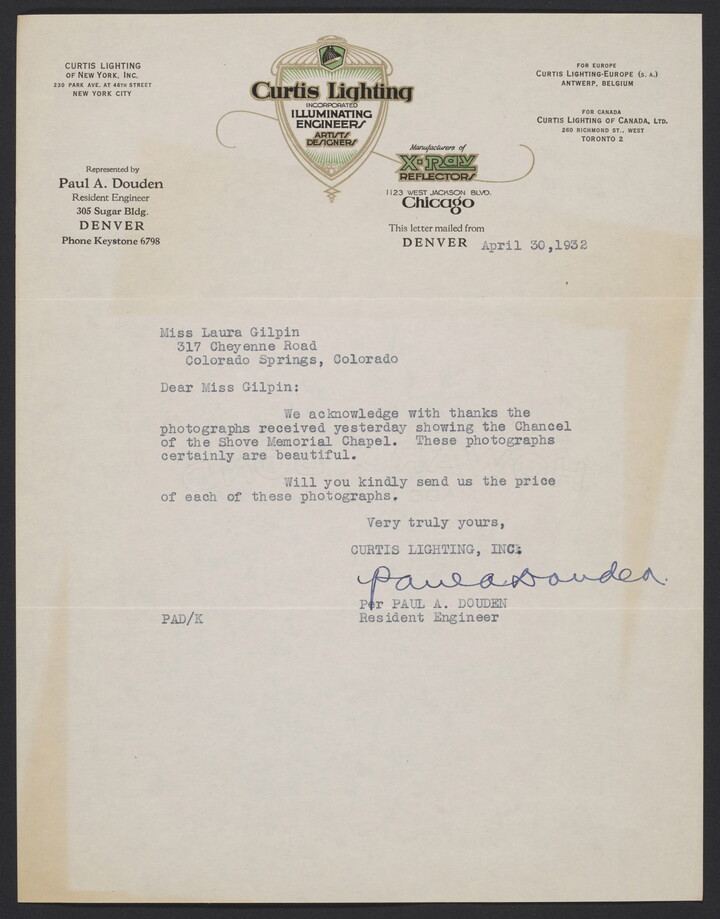 CURTIS LIGHTING
OF NEW YORK, INC.
230 PARK AVE. AT 46TH STREET
NEW YORK CITY
Curtis Lighting
INCORPORATED
ILLUMINATING
ENGINEERS
ARTISTS
DESIGNERS
Manufacturers of
X-RAY
REFLECTORS
1123 WEST JACKSON BLVD.
Chicago
FOR EUROPE
CURTIS LIGHTING-EUROPE (S. A.)
ANTWERP, BELGIUM
FOR CANADA
CURTIS LIGHTING OF CANADA, LTD.
260 RICHMOND ST., WEST
TORONTO 2
Represented by
Paul A. Douden
Resident Engineer
305 Sugar Bldg.
DENVER
Phone Keystone 6798
This letter mailed from
DENVER April 30,1932
Miss Laura Gilpin
317 Cheyenne Road
Colorado Springs, Colorado
Dear Miss Gilpin:
We acknowledge with thanks the
photographs received yesterday showing the Chancel
of the Shove Memorial Chapel. These photographs
certainly are beautiful.
Will you kindly send us the price
of each of these photographs.
Very truly yours,
CURTIS LIGHTING, INC.
Paul A Douden.
Per PAUL A. DOUDEN
PAD/K Resident Engineer